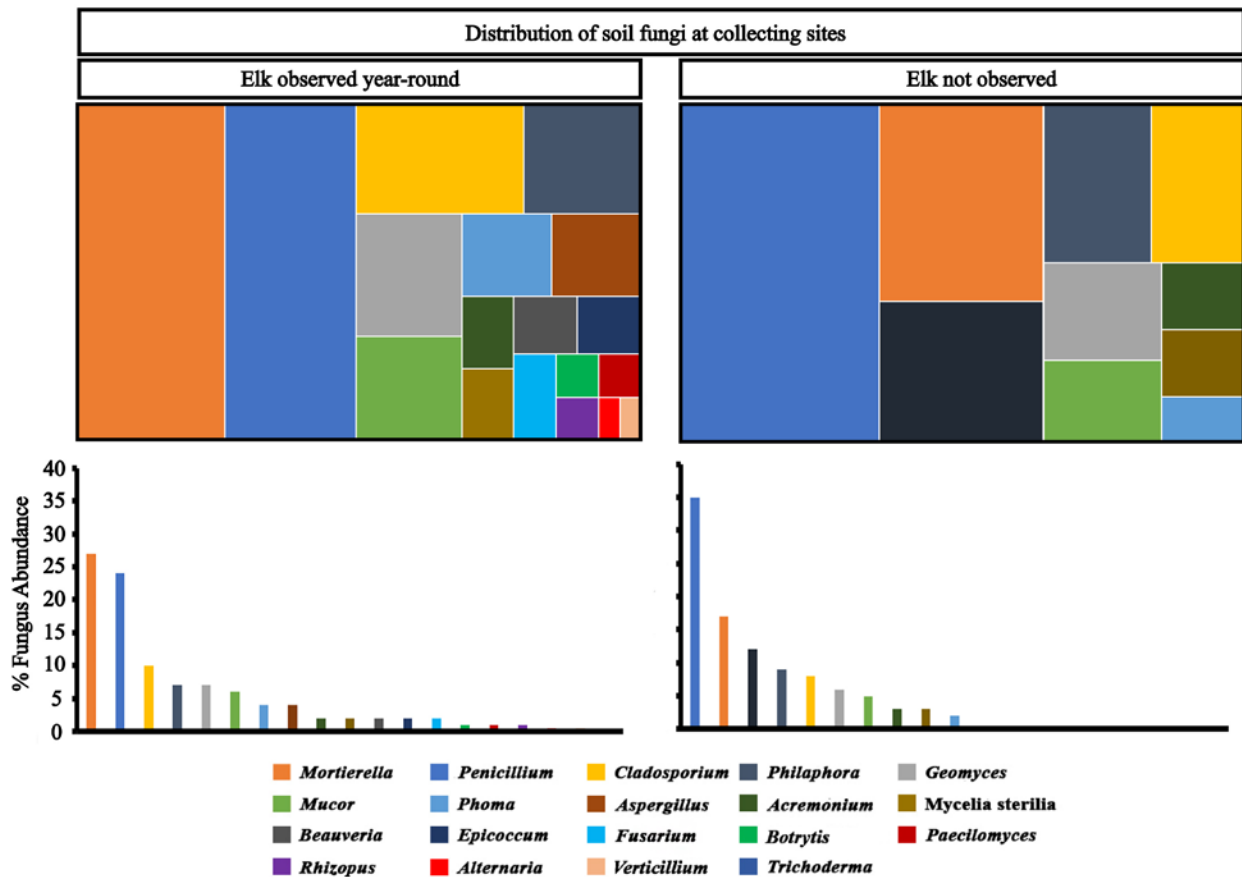 Distribution of soil fungi at collecting sites
Elk observed year-round
Elk not observed
% Fungus Abundance
40
35
30
25
20
15
10
5
0
Mortierella Penicillium Cladosporium Philaphora Geomyces
Mucor Phoma Aspergillus Acremonium Mycelia sterilia
Beauveria Epicoccum Fusarium Botrytis Paecilomyces
Rhizopus Alternaria Verticillium Trichoderma